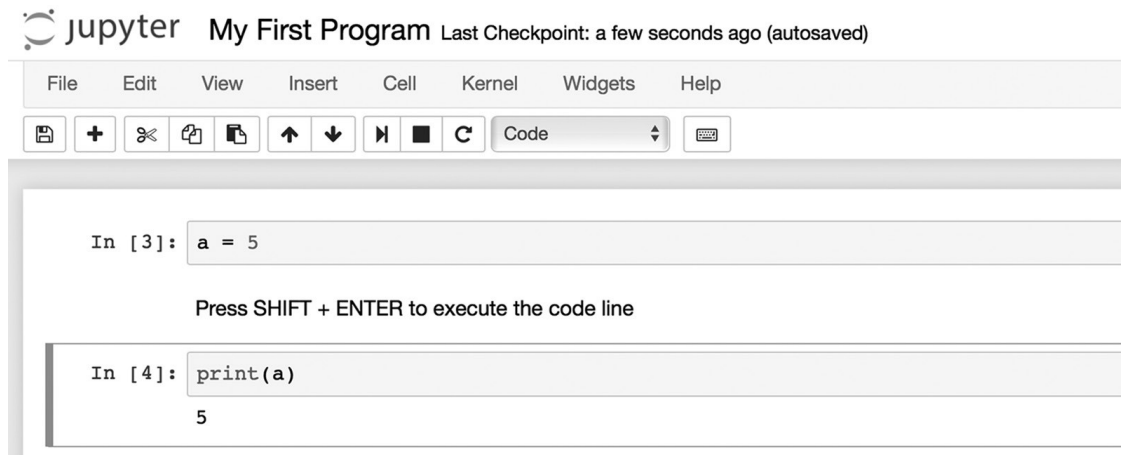 jupyter My First Program Last Checkpoint: a few seconds ago (autosaved)
File Edit View Insert Cell Kernel Widgets Help
Code
In [3]: a = 5
Press SHIFT + ENTER to execute the code line
In [4]: print(a)
5